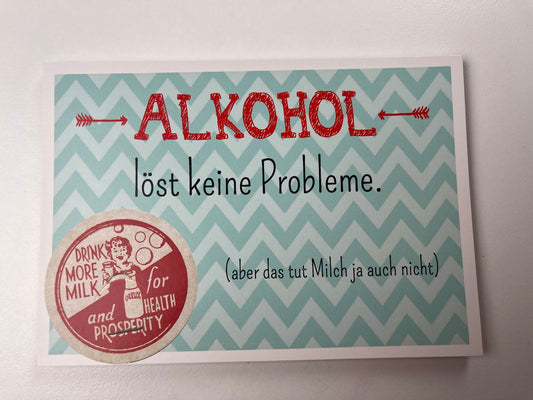 ALKOHOL
löst keine Probleme.
(aber das tut Milch ja auch nicht)
DRINK
MORE
MILK
for
HEALTH
and
PROSPERITY